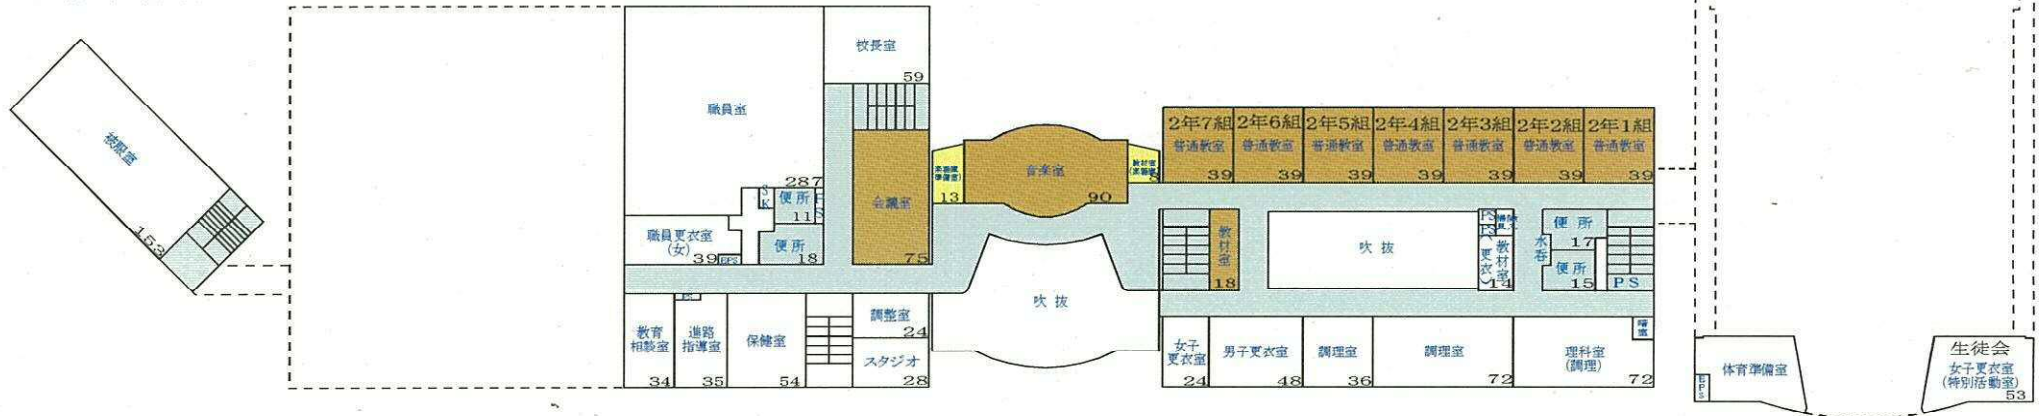 被服室
153
職員室
287
校長室
59
会議室
75
SK
便所
11
便所
18
職員更衣室
(女)
39
EPS
教育
相談室
34
進路
指導室
35
保健室
54
調整室
24
スタジオ
28
準備室
13
音楽室
90
教材室
8
吹抜
2年7組
普通教室
39
2年6組
普通教室
39
2年5組
普通教室
39
2年4組
普通教室
39
2年3組
普通教室
39
2年2組
普通教室
39
2年1組
普通教室
39
教材室
18
吹抜
PS
PS
教材室
(更衣)
14
水呑
便所
17
便所
15
PS
女子
更衣室
24
男子更衣室
48
調理室
36
調理室
72
理科室
(調理)
72
暗室
体育準備室
EPS
生徒会
女子更衣室
(特別活動室)
53